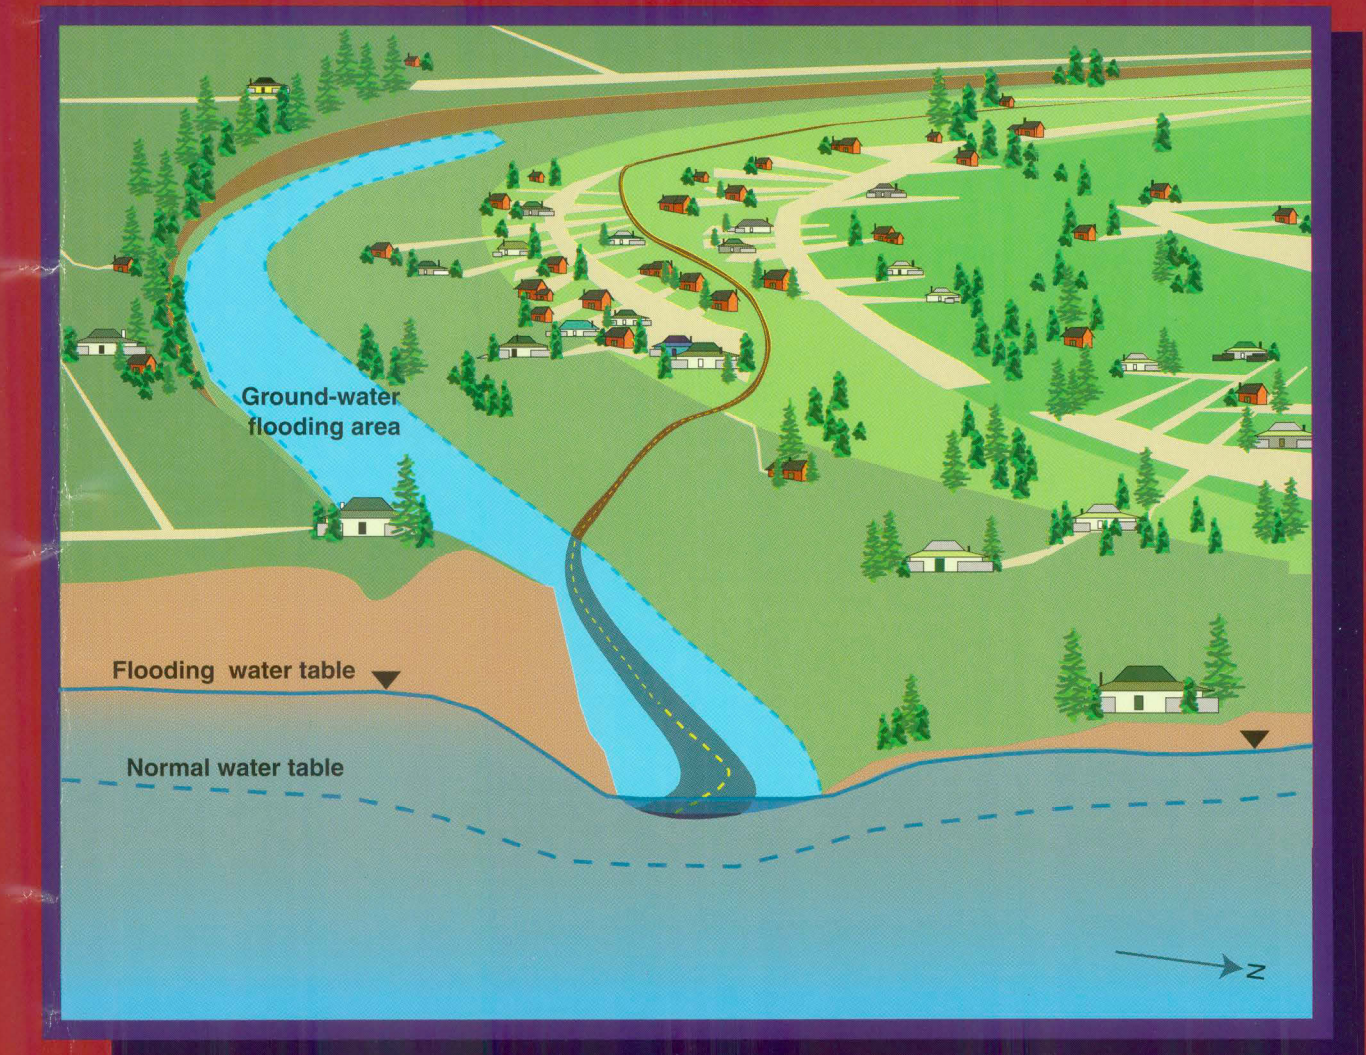 Ground-water
flooding area
Flooding water table
Normal water table
N